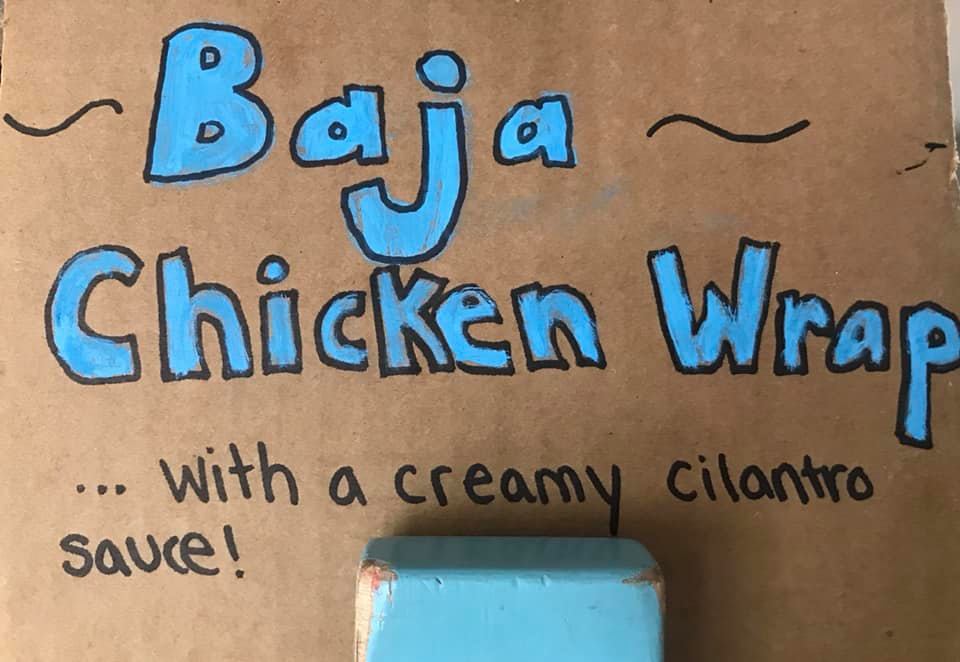 ~ Baja ~
Chicken Wrap
... with a creamy cilantro
sauce!